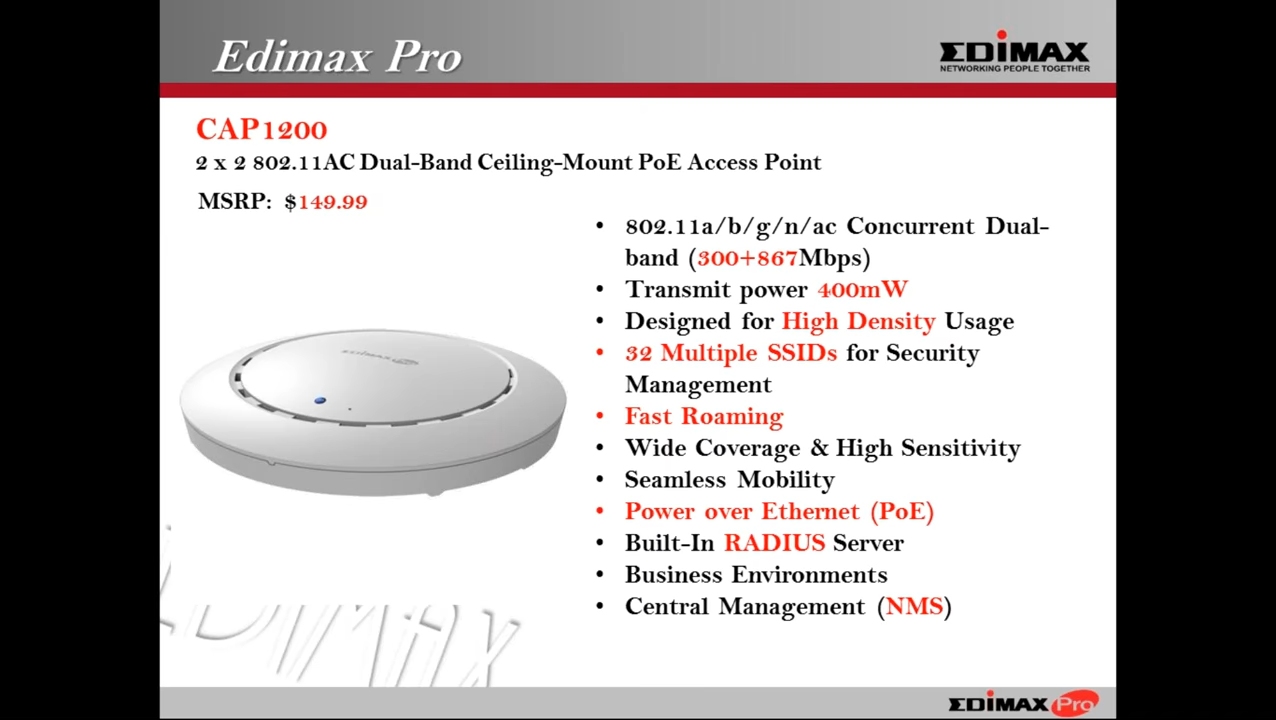 Edimax Pro
EDIMAX
NETWORKING PEOPLE TOGETHER
CAP1200
2 x 2 802.11AC Dual-Band Ceiling-Mount PoE Access Point
MSRP: $149.99
• 802.11a/b/g/n/ac Concurrent Dual-
band (300+867Mbps)
• Transmit power 400mW
• Designed for High Density Usage
• 32 Multiple SSIDs for Security
Management
• Fast Roaming
• Wide Coverage & High Sensitivity
• Seamless Mobility
• Power over Ethernet (PoE)
• Built-In RADIUS Server
• Business Environments
• Central Management (NMS)
EDIMAX Pro
EDIMAX
EDIMAX Pro